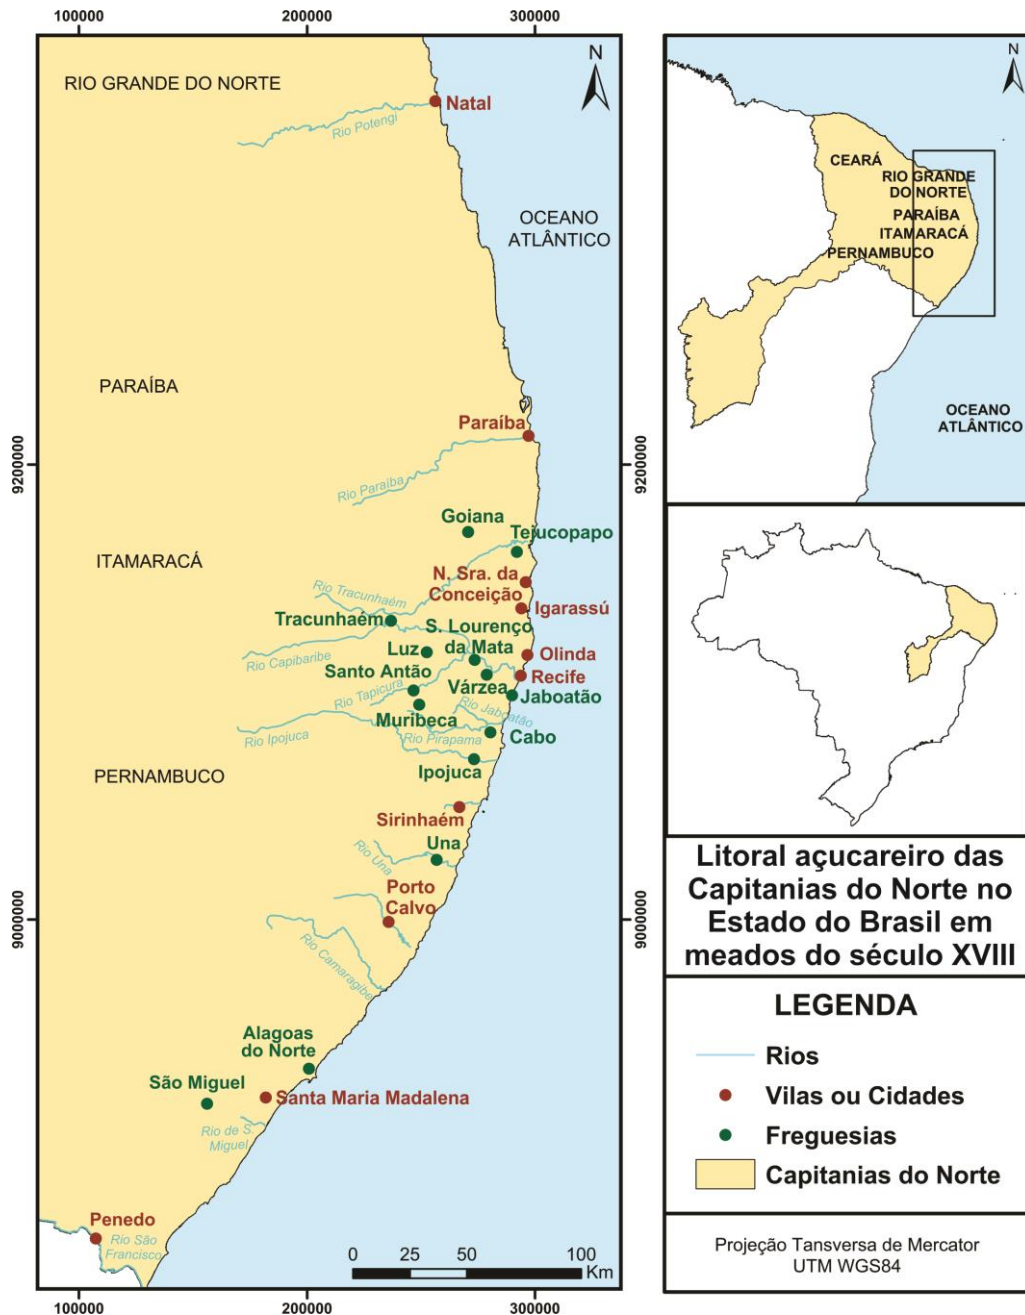 100000
200000
300000
N
RIO GRANDE DO NORTE
Natal
Rio Potengi
OCEANO
ATLÂNTICO
PARAÍBA
Paraíba
9200000
9200000
Rio Paraíba
Goiana
Tejucopapo
ITAMARACÁ
N. Sra. da
Conceição
Rio Tracunhaém
Igarassú
Tracunhaém
S. Lourenço
da Mata
Luz
Olinda
Rio Capibaribe
Santo Antão
Recife
Várzea
Jaboatão
Rio Tapicura
Rio Jaboatão
Muribeca
Rio Ipojuca
Rio Pirapama
Cabo
Ipojuca
PERNAMBUCO
Sirinhaém
Una
Rio Una
Porto
Calvo
9000000
9000000
Rio Camaragibe
Alagoas
do Norte
São Miguel
Santa Maria Madalena
Rio de S.
Miguel
Penedo
Rio São
Francisco
0 25 50 100
Km
100000
200000
300000
N
CEARÁ
RIO GRANDE
DO NORTE
PARAÍBA
ITAMARACÁ
PERNAMBUCO
OCEANO
ATLÂNTICO
Litoral açucareiro das
Capitanias do Norte no
Estado do Brasil em
meados do século XVIII
LEGENDA
Rios
Vilas ou Cidades
Freguesias
Capitanias do Norte
Projeção Tansversa de Mercator
UTM WGS84